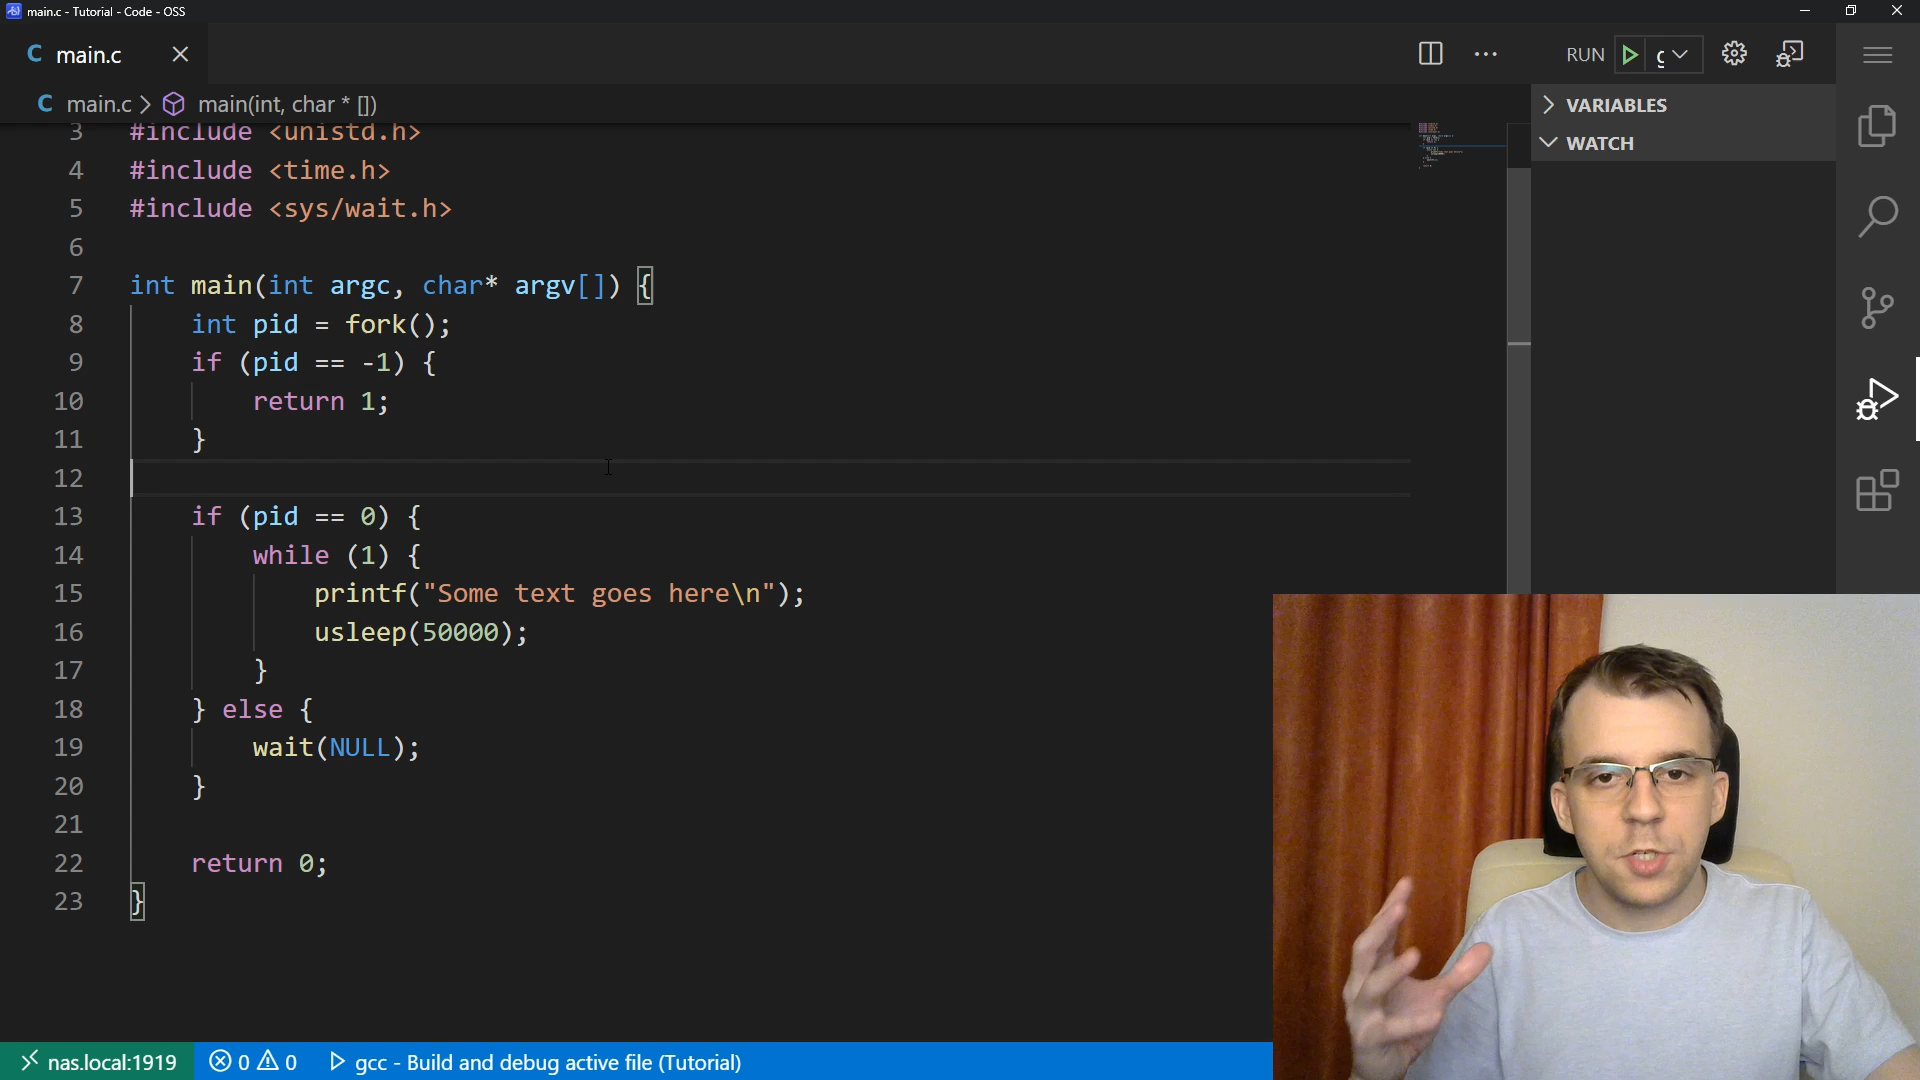 main.c - Tutorial - Code - OSS
C main.c
RUN
C main.c > main(int, char * [])
VARIABLES
WATCH
3 #include <unistd.h>
4 #include <time.h>
5 #include <sys/wait.h>
6
7 int main(int argc, char* argv[]) {
8 int pid = fork();
9 if (pid == -1) {
10 return 1;
11 }
12
13 if (pid == 0) {
14 while (1) {
15 printf("Some text goes here\n");
16 usleep(50000);
17 }
18 } else {
19 wait(NULL);
20 }
21
22 return 0;
23 }
nas.local:1919 0 0 gcc - Build and debug active file (Tutorial)